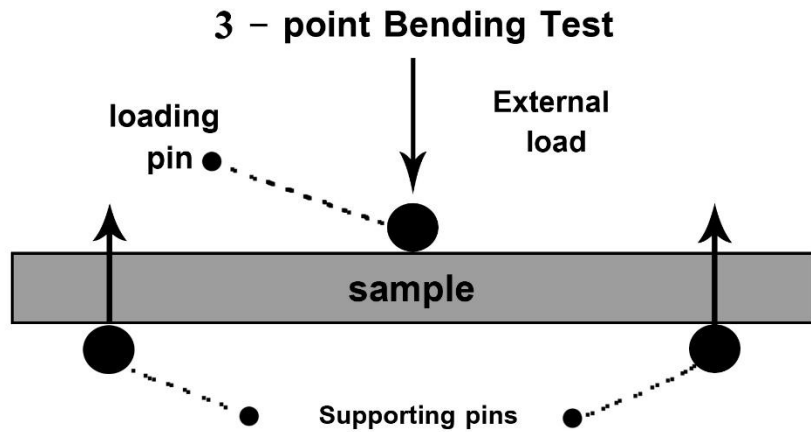 3 – point Bending Test
External
load
loading
pin
sample
Supporting pins